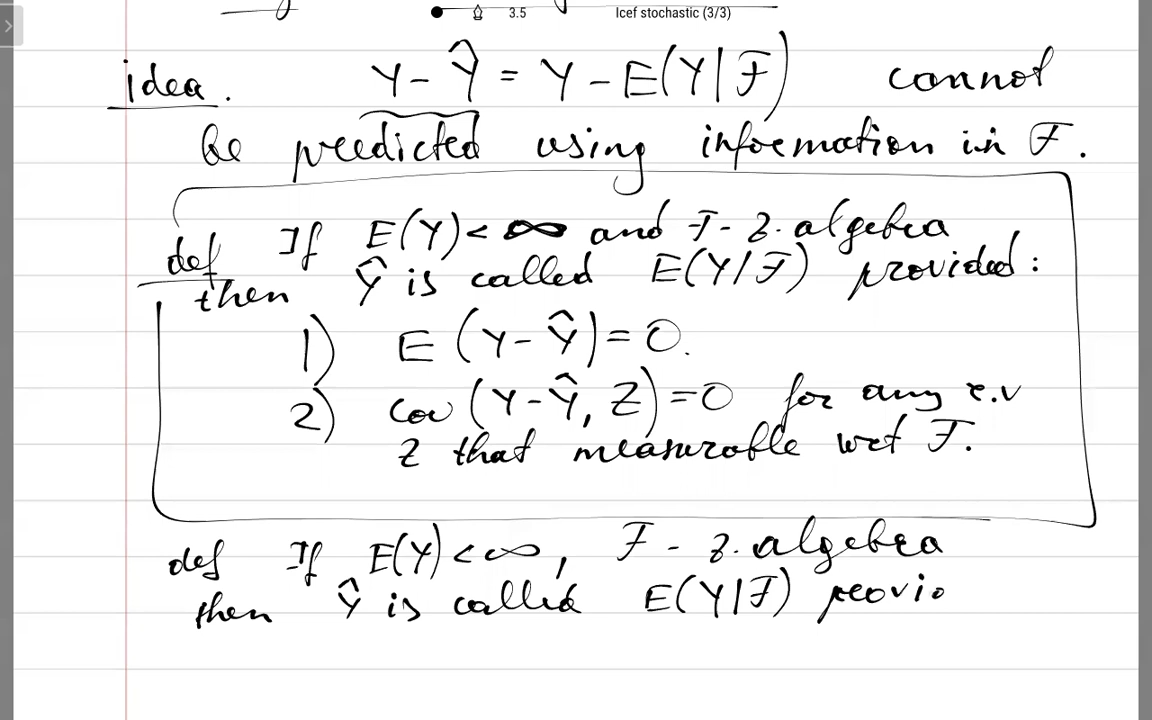 3.5 Icef stochastic (3/3)
idea. Y - Ŷ = Y - E(Y|F) cannot
be predicted using information in F.
def If E(Y) < ∞ and F - σ. algebra
then Ŷ is called E(Y|F) provided:
1) E(Y - Ŷ) = 0.
2) cov(Y - Ŷ, Z) = 0 for any r.v
Z that measurable wrt F.
def If E(Y) < ∞, F - σ. algebra
then Ŷ is called E(Y|F) provi